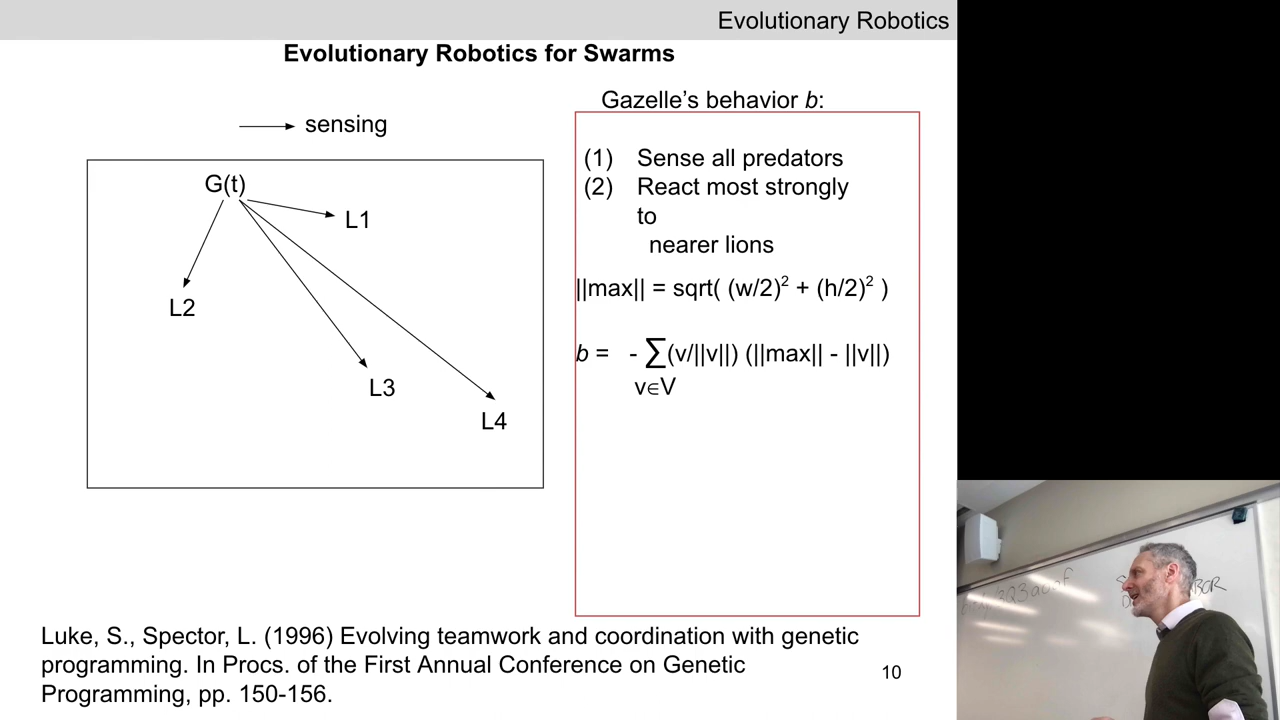 Evolutionary Robotics
Evolutionary Robotics for Swarms
sensing
G(t)
L1
L2
L3
L4
Gazelle's behavior b:
(1) Sense all predators
(2) React most strongly
to
nearer lions
||max|| = sqrt( (w/2)² + (h/2)² )
b = - ∑(v/||v||) (||max|| - ||v||)
v∈V
Luke, S., Spector, L. (1996) Evolving teamwork and coordination with genetic
programming. In Procs. of the First Annual Conference on Genetic
Programming, pp. 150-156.
10